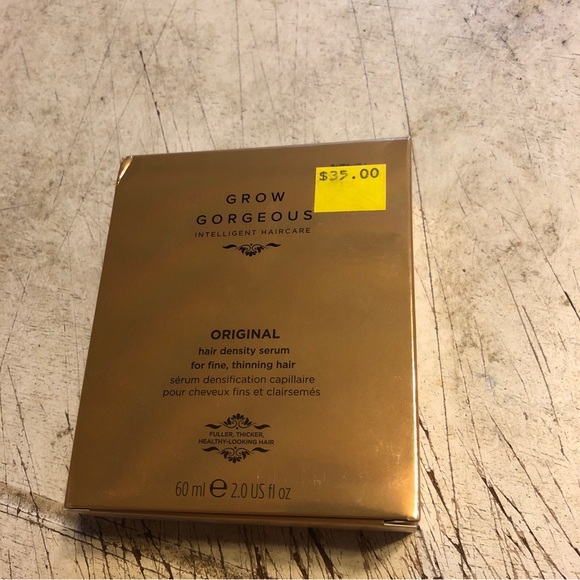 $35.00
GROW
GORGEOUS
INTELLIGENT HAIRCARE
ORIGINAL
hair density serum
for fine, thinning hair
sérum densification capillaire
pour cheveux fins et clairsemés
FULLER, THICKER,
HEALTHY-LOOKING HAIR
60 ml ℮ 2.0 US fl oz